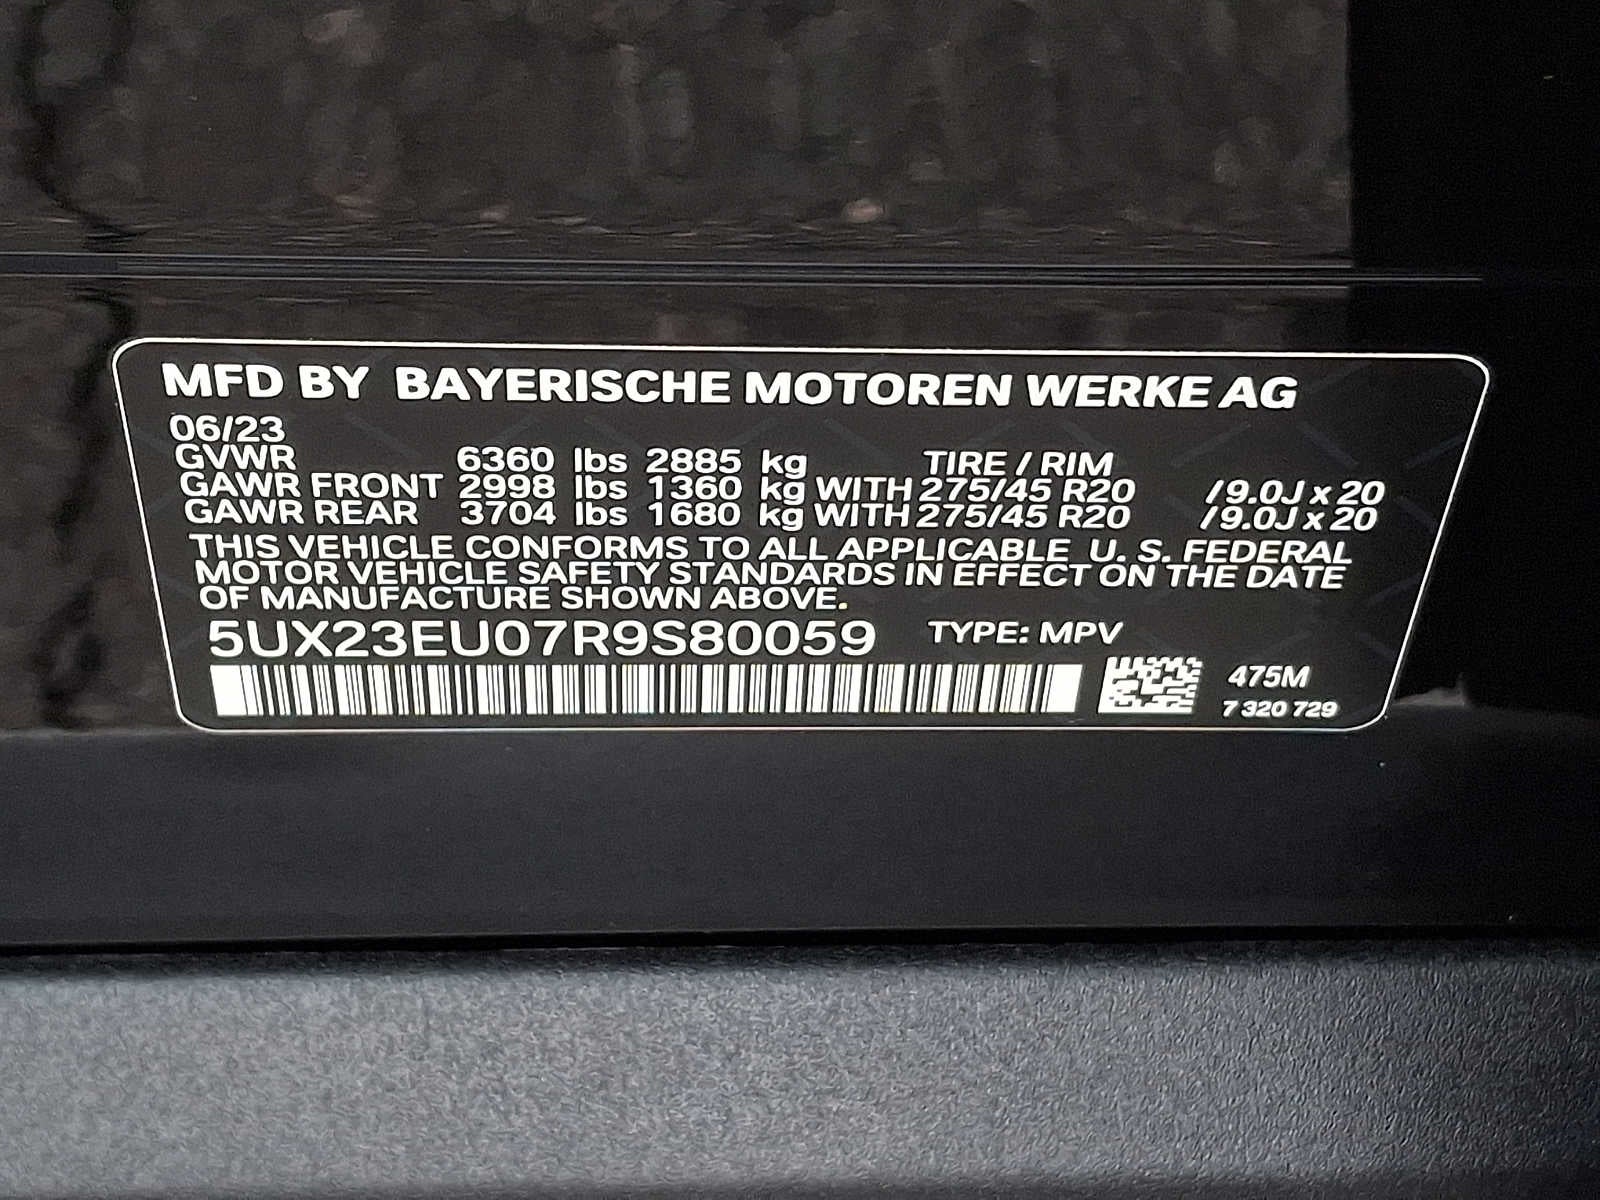 MFD BY BAYERISCHE MOTOREN WERKE AG
06/23
GVWR 6360 lbs 2885 kg TIRE / RIM
GAWR FRONT 2998 lbs 1360 kg WITH 275/45 R20 /9.0J x 20
GAWR REAR 3704 lbs 1680 kg WITH 275/45 R20 /9.0J x 20
THIS VEHICLE CONFORMS TO ALL APPLICABLE U. S. FEDERAL
MOTOR VEHICLE SAFETY STANDARDS IN EFFECT ON THE DATE
OF MANUFACTURE SHOWN ABOVE.
5UX23EU07R9S80059 TYPE: MPV
475M
7 320 729